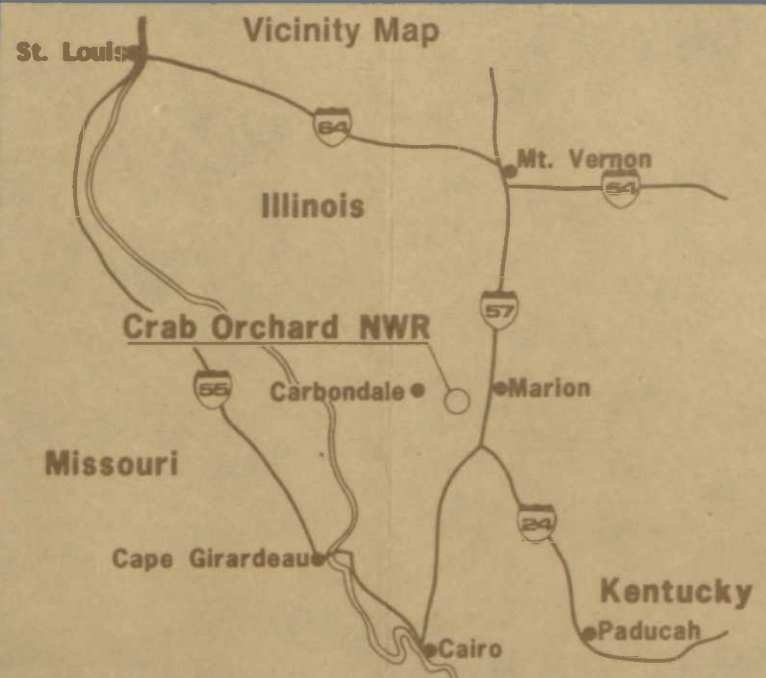 Vicinity Map
St. Louis
64
Mt. Vernon
64
Illinois
57
Crab Orchard NWR
55
Carbondale
Marion
Missouri
24
Cape Girardeau
Kentucky
Paducah
Cairo